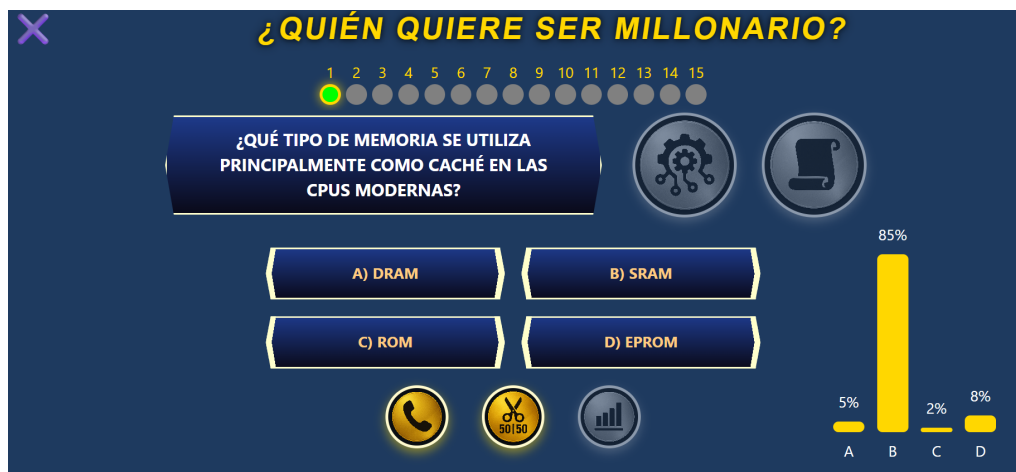 ¿QUIÉN QUIERE SER MILLONARIO?
1 2 3 4 5 6 7 8 9 10 11 12 13 14 15
¿QUÉ TIPO DE MEMORIA SE UTILIZA
PRINCIPALMENTE COMO CACHÉ EN LAS
CPUS MODERNAS?
A) DRAM
B) SRAM
C) ROM
D) EPROM
50|50
85%
5%
2%
8%
A B C D